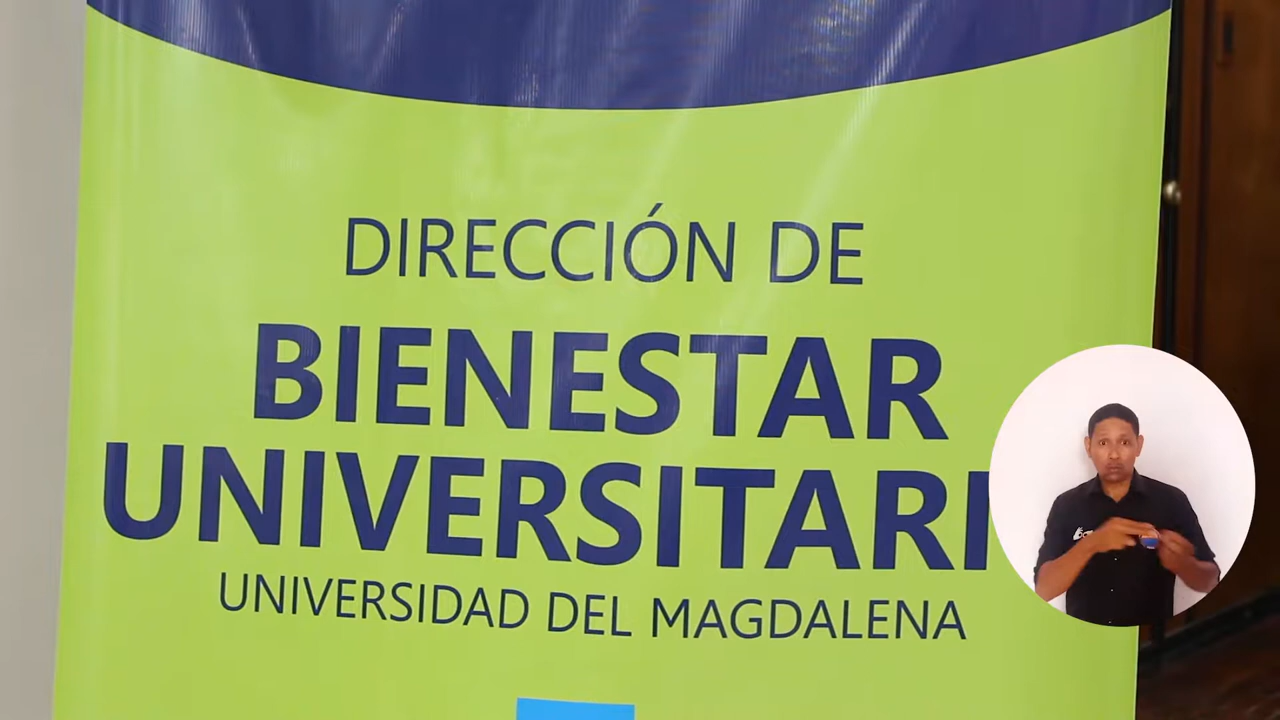 DIRECCIÓN DE
BIENESTAR
UNIVERSITARI
UNIVERSIDAD DEL MAGDALENA